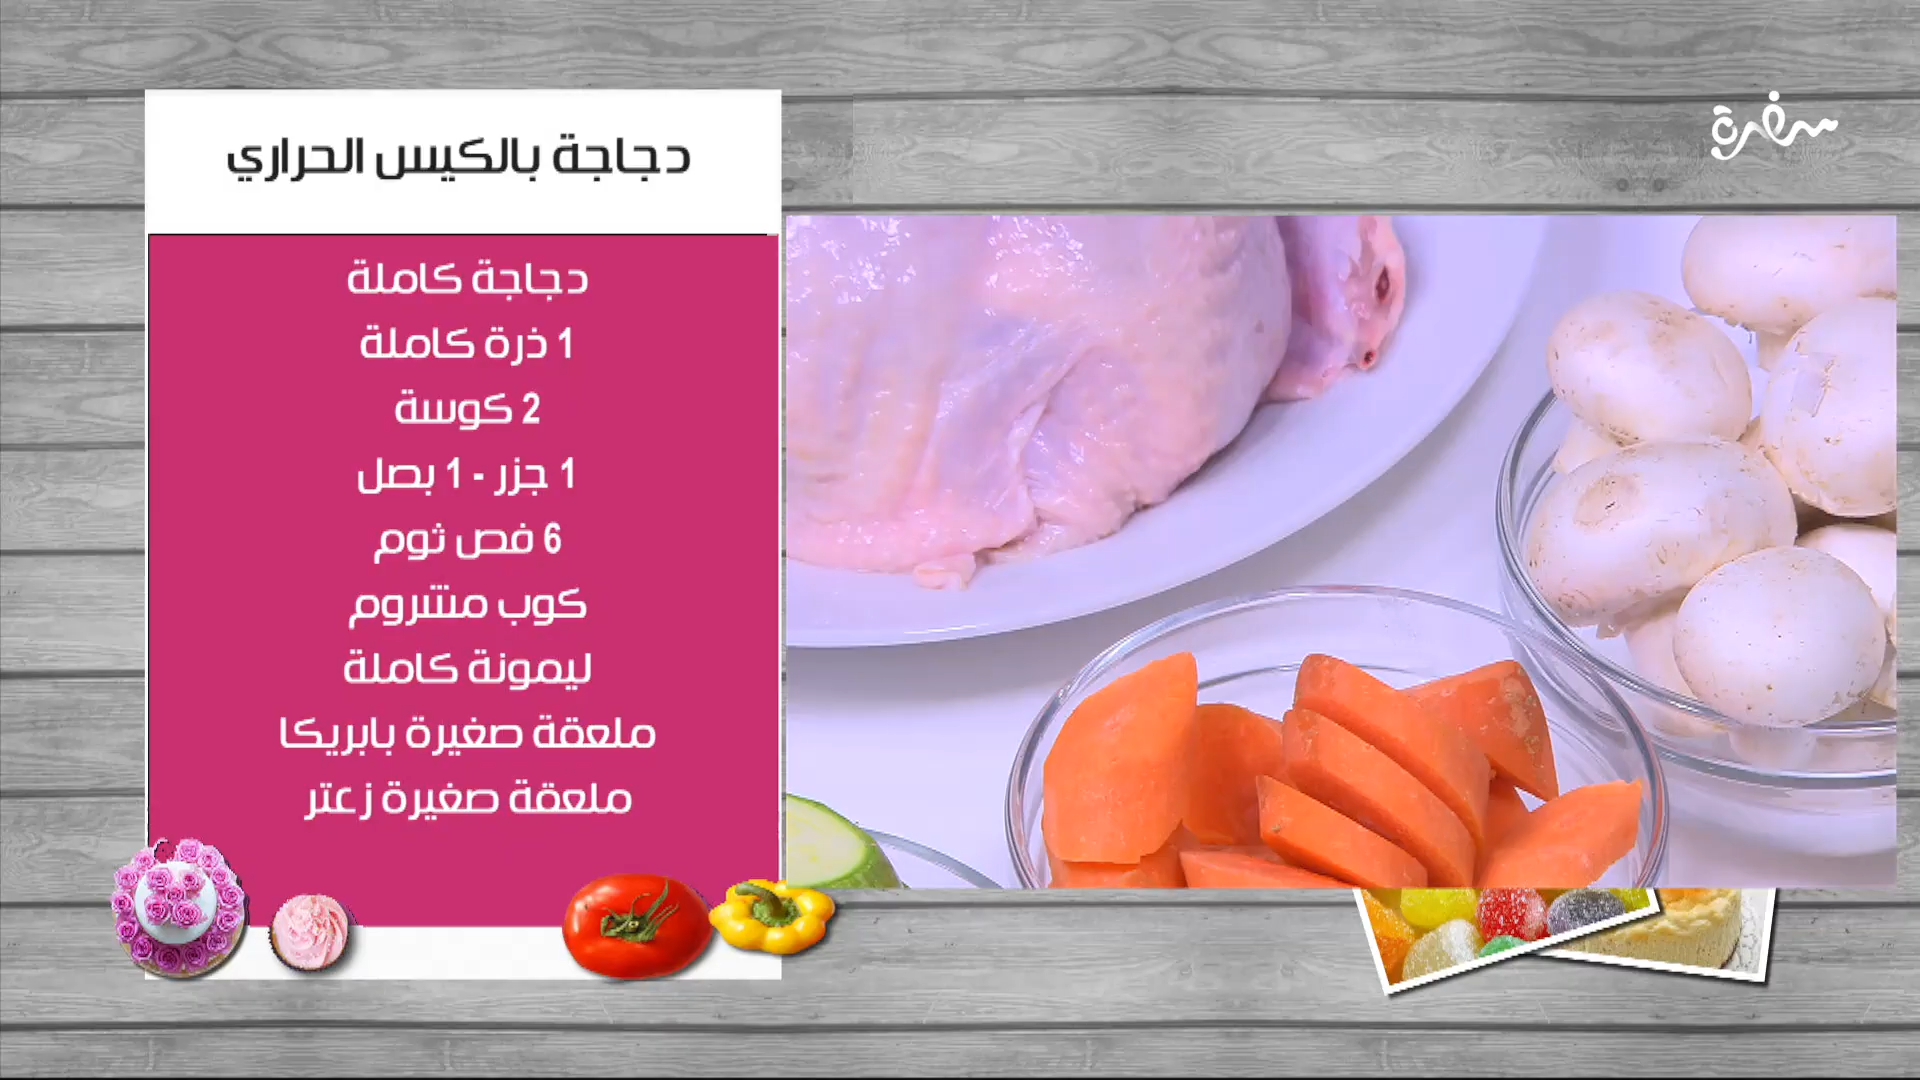 سفرة
دجاجة بالكيس الحراري
دجاجة كاملة
1 ذرة كاملة
2 كوسة
1 جزر - 1 بصل
6 فص ثوم
كوب مشروم
ليمونة كاملة
ملعقة صغيرة بابريكا
ملعقة صغيرة زعتر